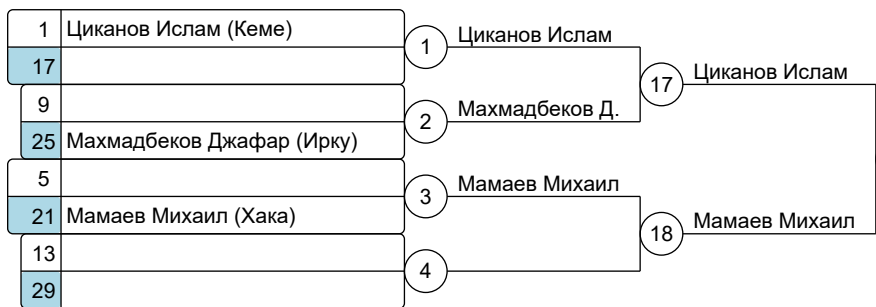 1 Циканов Ислам (Кеме)
17
9
25 Махмадбеков Джафар (Ирку)
5
21 Мамаев Михаил (Хака)
13
29
1 Циканов Ислам
2 Махмадбеков Д.
3 Мамаев Михаил
4
17 Циканов Ислам
18 Мамаев Михаил